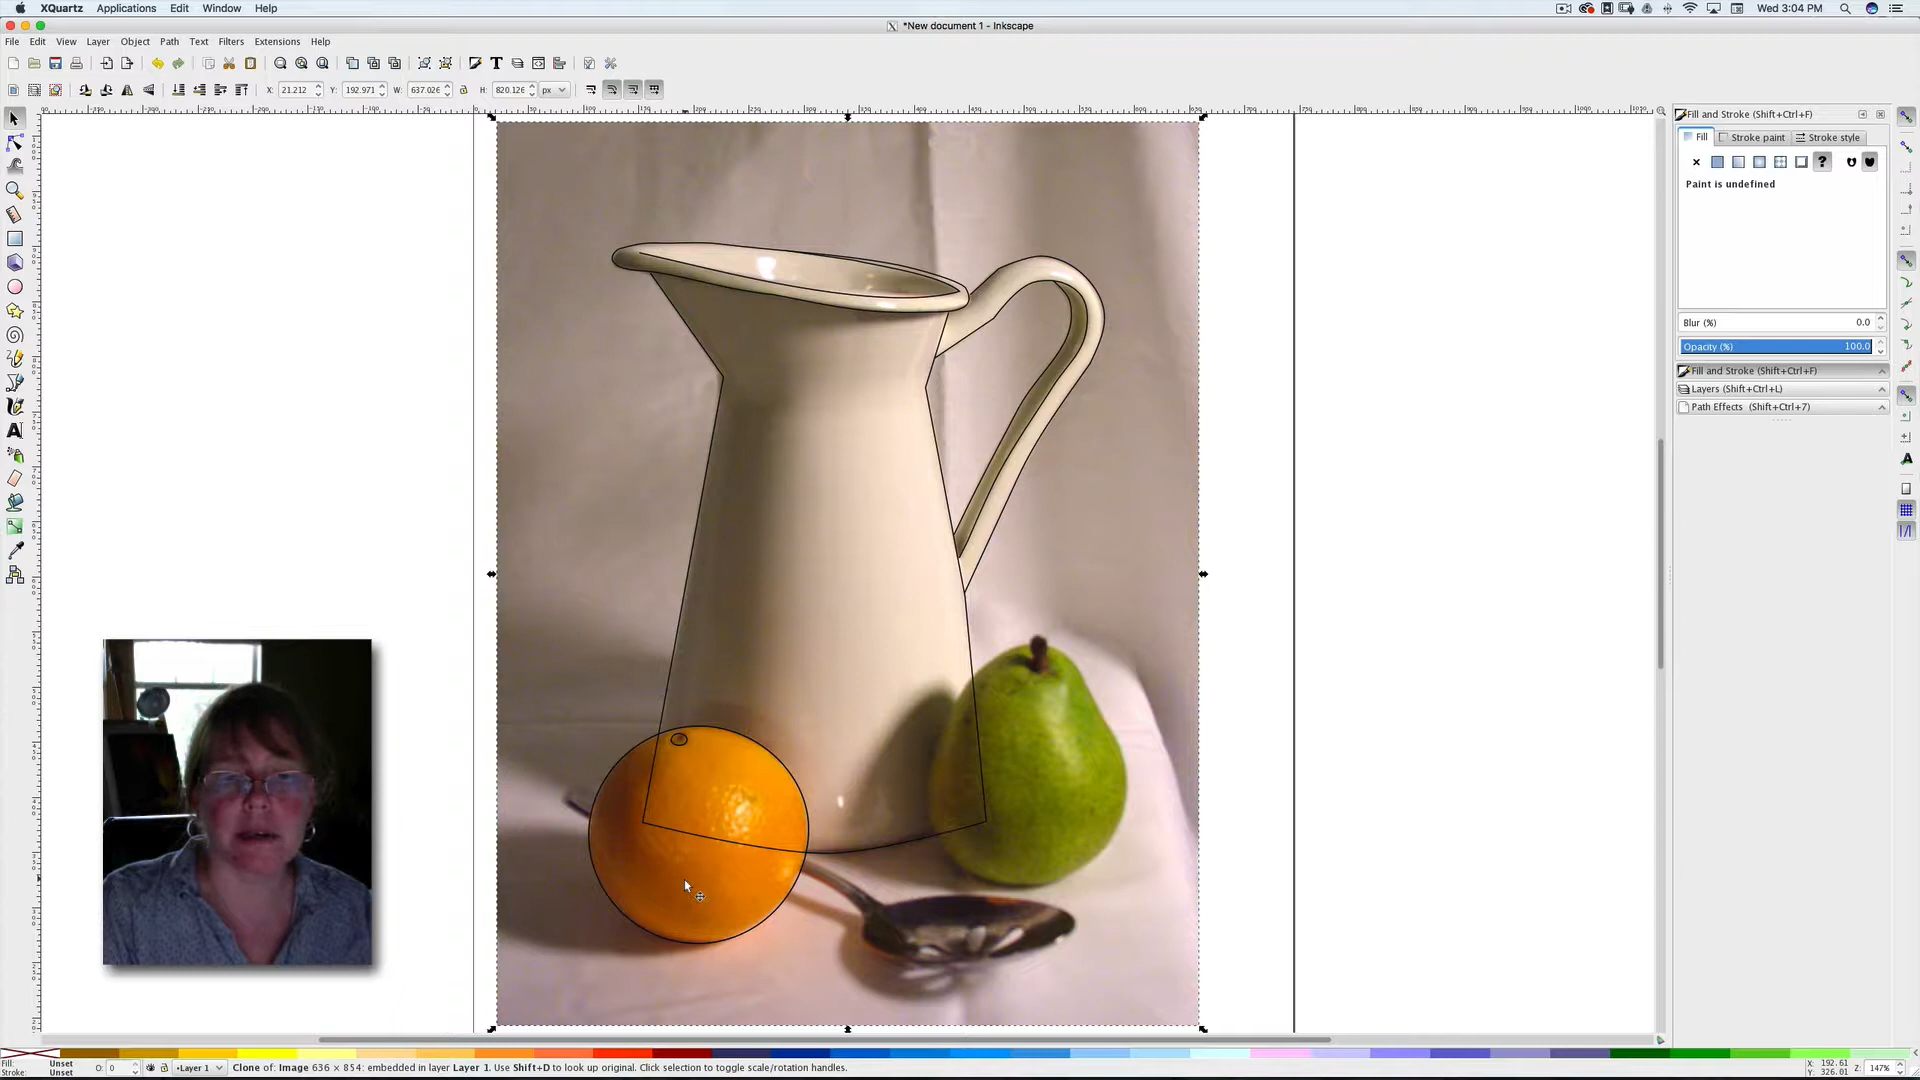 XQuartz Applications Edit Window Help Wed 3:04 PM
*New document 1 - Inkscape
File Edit View Layer Object Path Text Filters Extensions Help
X: 21.212 Y: 192.971 W: 637.026 H: 820.126 px
Fill and Stroke (Shift+Ctrl+F)
Fill Stroke paint Stroke style
?
Paint is undefined
Blur (%) 0.0
Opacity (%) 100.0
Fill and Stroke (Shift+Ctrl+F)
Layers (Shift+Ctrl+L)
Path Effects (Shift+Ctrl+7)
Fill: Unset
Stroke: Unset
O: 0
•Layer 1
Clone of: Image 636 × 854: embedded in layer Layer 1. Use Shift+D to look up original. Click selection to toggle scale/rotation handles.
X: 192.61
Y: 326.01
Z: 147%